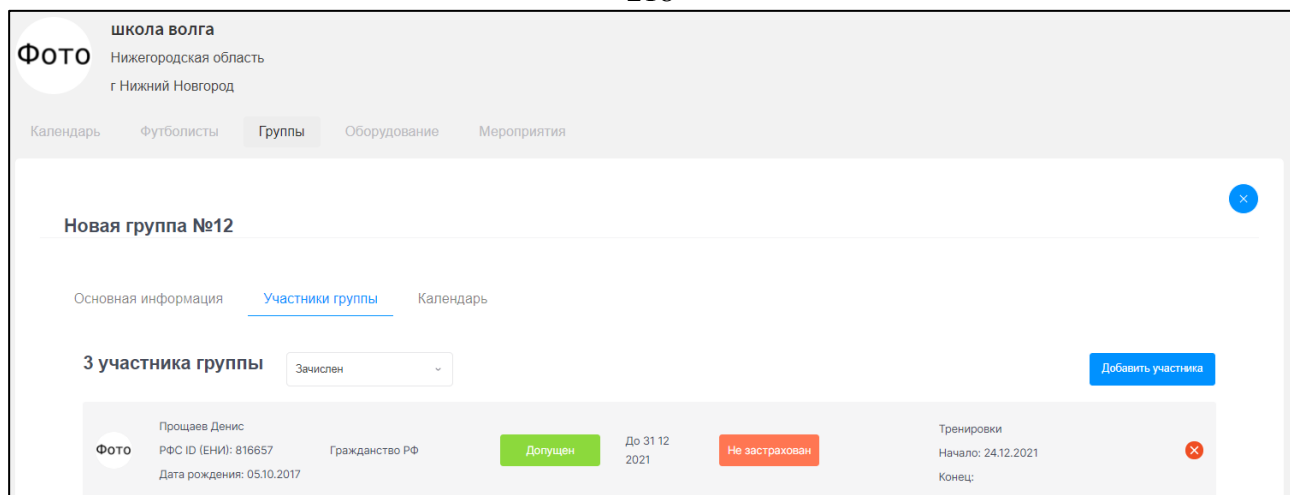 школа волга
Фото
Нижегородская область
г Нижний Новгород
Календарь Футболисты Группы Оборудование Мероприятия
Новая группа №12
Основная информация Участники группы Календарь
3 участника группы Зачислен Добавить участника
Прощаев Денис
Фото РФС ID (ЕНИ): 816657 Гражданство РФ
Дата рождения: 05.10.2017
Допущен
До 31 12
2021
Не застрахован
Тренировки
Начало: 24.12.2021
Конец: